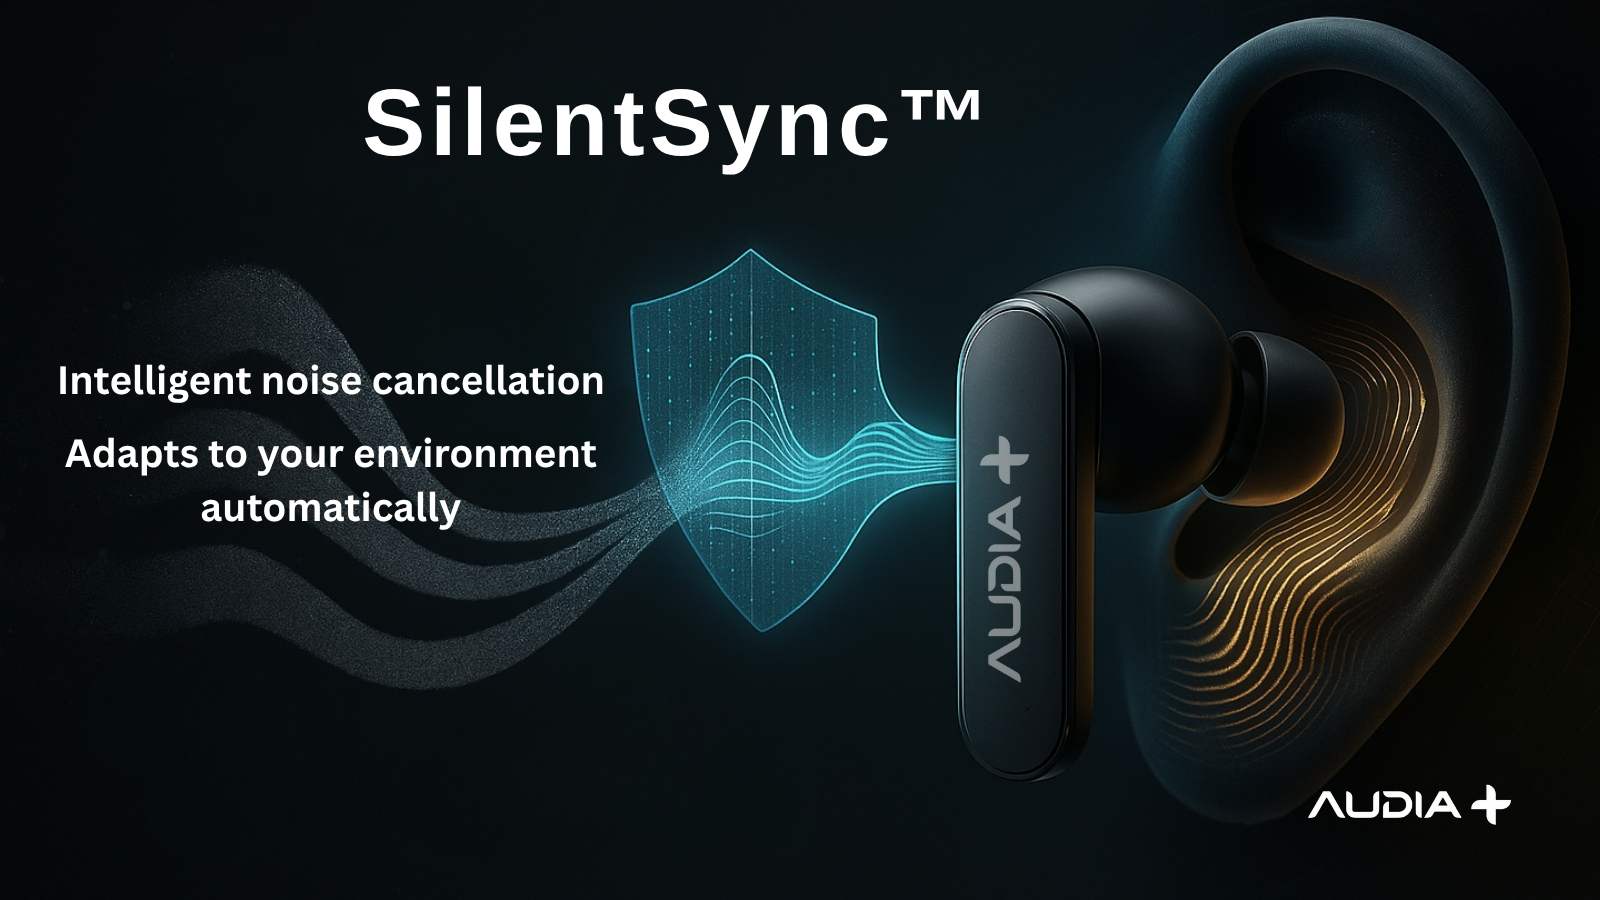 SilentSync™
Intelligent noise cancellation
Adapts to your environment
automatically
AUDIA+
AUDIA+